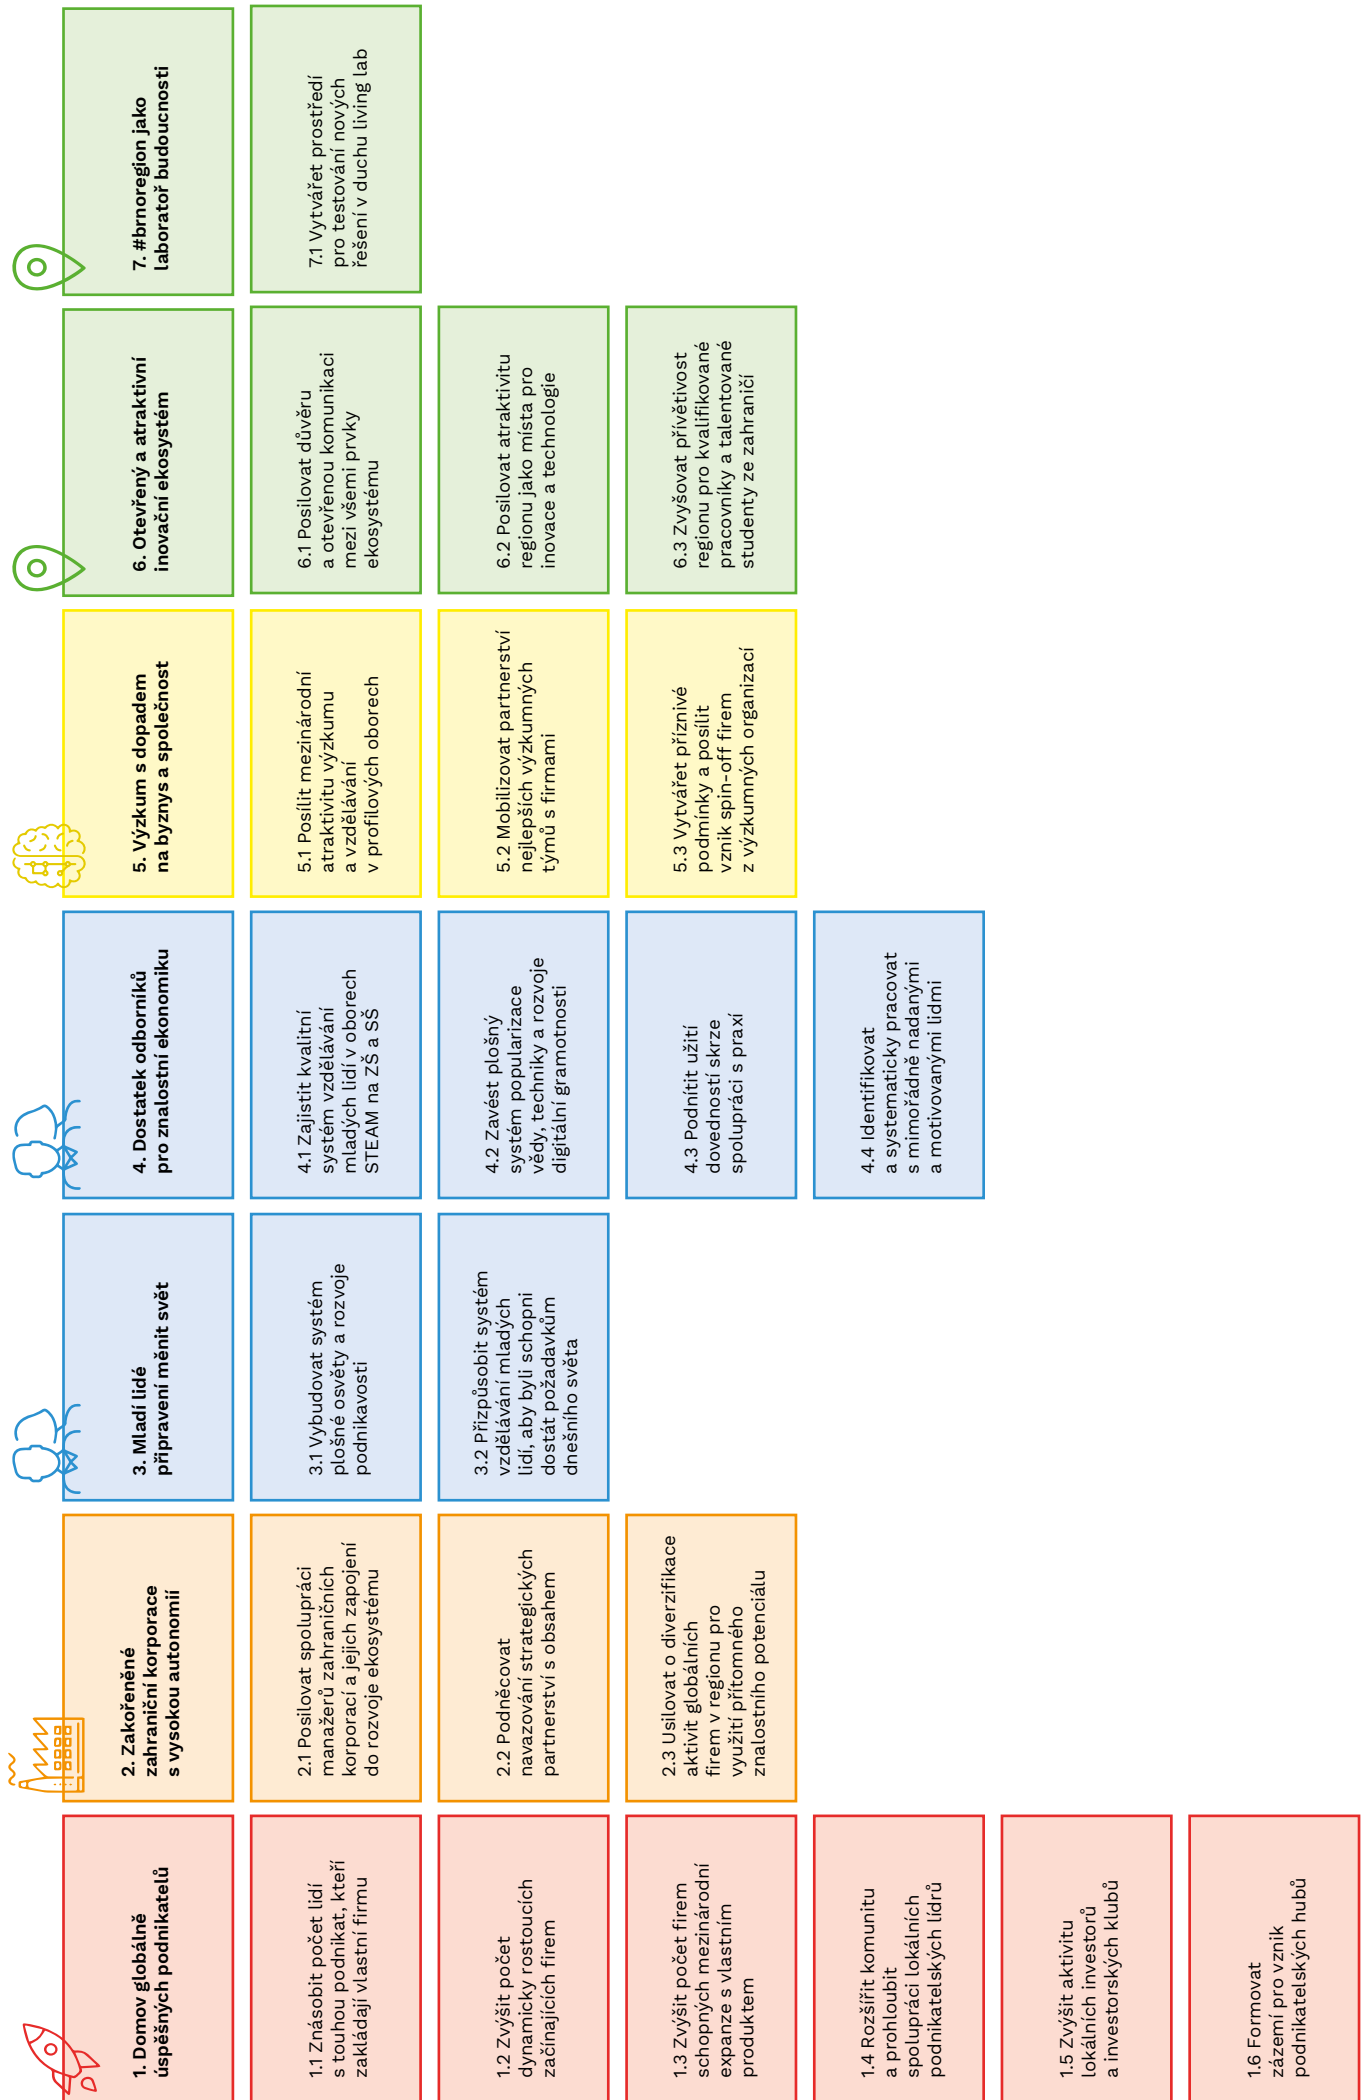 1. Domov globálně
úspěšných podnikatelů
1.1 Znásobit počet lidí
s touhou podnikat, kteří
zakládají vlastní firmu
1.2 Zvýšit počet
dynamicky rostoucích
začínajících firem
1.3 Zvýšit počet firem
schopných mezinárodní
expanze s vlastním
produktem
1.4 Rozšířit komunitu
a prohloubit
spolupráci lokálních
podnikatelských lídrů
1.5 Zvýšit aktivitu
lokálních investorů
a investorských klubů
1.6 Formovat
zázemí pro vznik
podnikatelských hubů
2. Zakořeněné
zahraniční korporace
s vysokou autonomií
2.1 Posilovat spolupráci
manažerů zahraničních
korporací a jejich zapojení
do rozvoje ekosystému
2.2 Podněcovat
navazování strategických
partnerství s obsahem
2.3 Usilovat o diverzifikace
aktivit globálních
firem v regionu pro
využití přítomného
znalostního potenciálu
3. Mladí lidé
připravení měnit svět
3.1 Vybudovat systém
plošné osvěty a rozvoje
podnikavosti
3.2 Přizpůsobit systém
vzdělávání mladých
lidí, aby byli schopni
dostát požadavkům
dnešního světa
4. Dostatek odborníků
pro znalostní ekonomiku
4.1 Zajistit kvalitní
systém vzdělávání
mladých lidí v oborech
STEAM na ZŠ a SŠ
4.2 Zavést plošný
systém popularizace
vědy, techniky a rozvoje
digitální gramotnosti
4.3 Podnítit užití
dovedností skrze
spolupráci s praxí
4.4 Identifikovat
a systematicky pracovat
s mimořádně nadanými
a motivovanými lidmi
5. Výzkum s dopadem
na byznys a společnost
5.1 Posílit mezinárodní
atraktivitu výzkumu
a vzdělávání
v profilových oborech
5.2 Mobilizovat partnerství
nejlepších výzkumných
týmů s firmami
5.3 Vytvářet příznivé
podmínky a posílit
vznik spin-off firem
z výzkumných organizací
6. Otevřený a atraktivní
inovační ekosystém
6.1 Posilovat důvěru
a otevřenou komunikaci
mezi všemi prvky
ekosystému
6.2 Posilovat atraktivitu
regionu jako místa pro
inovace a technologie
6.3 Zvyšovat přívětivost
regionu pro kvalifikované
pracovníky a talentované
studenty ze zahraničí
7. #brnoregion jako
laboratoř budoucnosti
7.1 Vytvářet prostředí
pro testování nových
řešení v duchu living lab